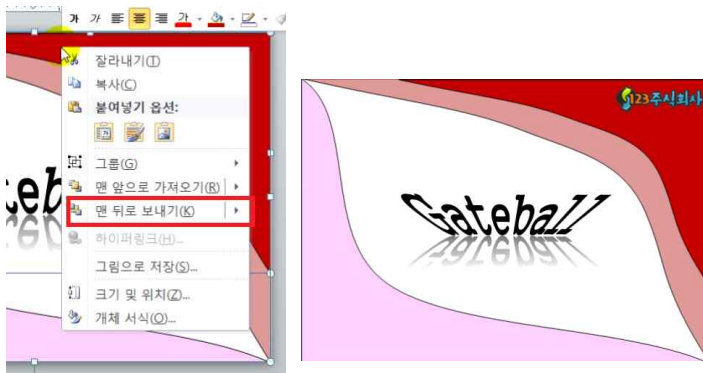 가 가 가
잘라내기(T)
복사(C)
붙여넣기 옵션:
그룹(G)
맨 앞으로 가져오기(R)
맨 뒤로 보내기(K)
하이퍼링크(H)...
그림으로 저장(S)...
크기 및 위치(Z)...
개체 서식(O)...
eb
123주식회사
Gateball